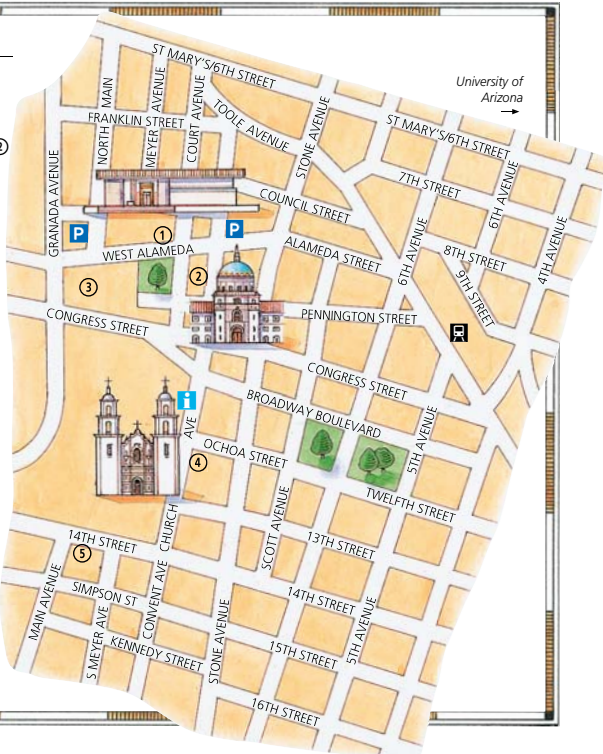 ST MARY'S/6TH STREET
University of
Arizona
NORTH MAIN
MEYER AVENUE
COURT AVENUE
TOOLE AVENUE
STONE AVENUE
FRANKLIN STREET
ST MARY'S/6TH STREET
7TH STREET
6TH AVENUE
GRANADA AVENUE
COUNCIL STREET
P
P
1
WEST ALAMEDA
ALAMEDA STREET
6TH AVENUE
8TH STREET
9TH STREET
4TH AVENUE
2
3
CONGRESS STREET
PENNINGTON STREET
CONGRESS STREET
i
BROADWAY BOULEVARD
5TH AVENUE
CHURCH AVE
OCHOA STREET
4
TWELFTH STREET
SCOTT AVENUE
14TH STREET
13TH STREET
5
SIMPSON ST
14TH STREET
MAIN AVENUE
S MEYER AVE
CONVENT AVE
STONE AVENUE
5TH AVENUE
KENNEDY STREET
15TH STREET
16TH STREET